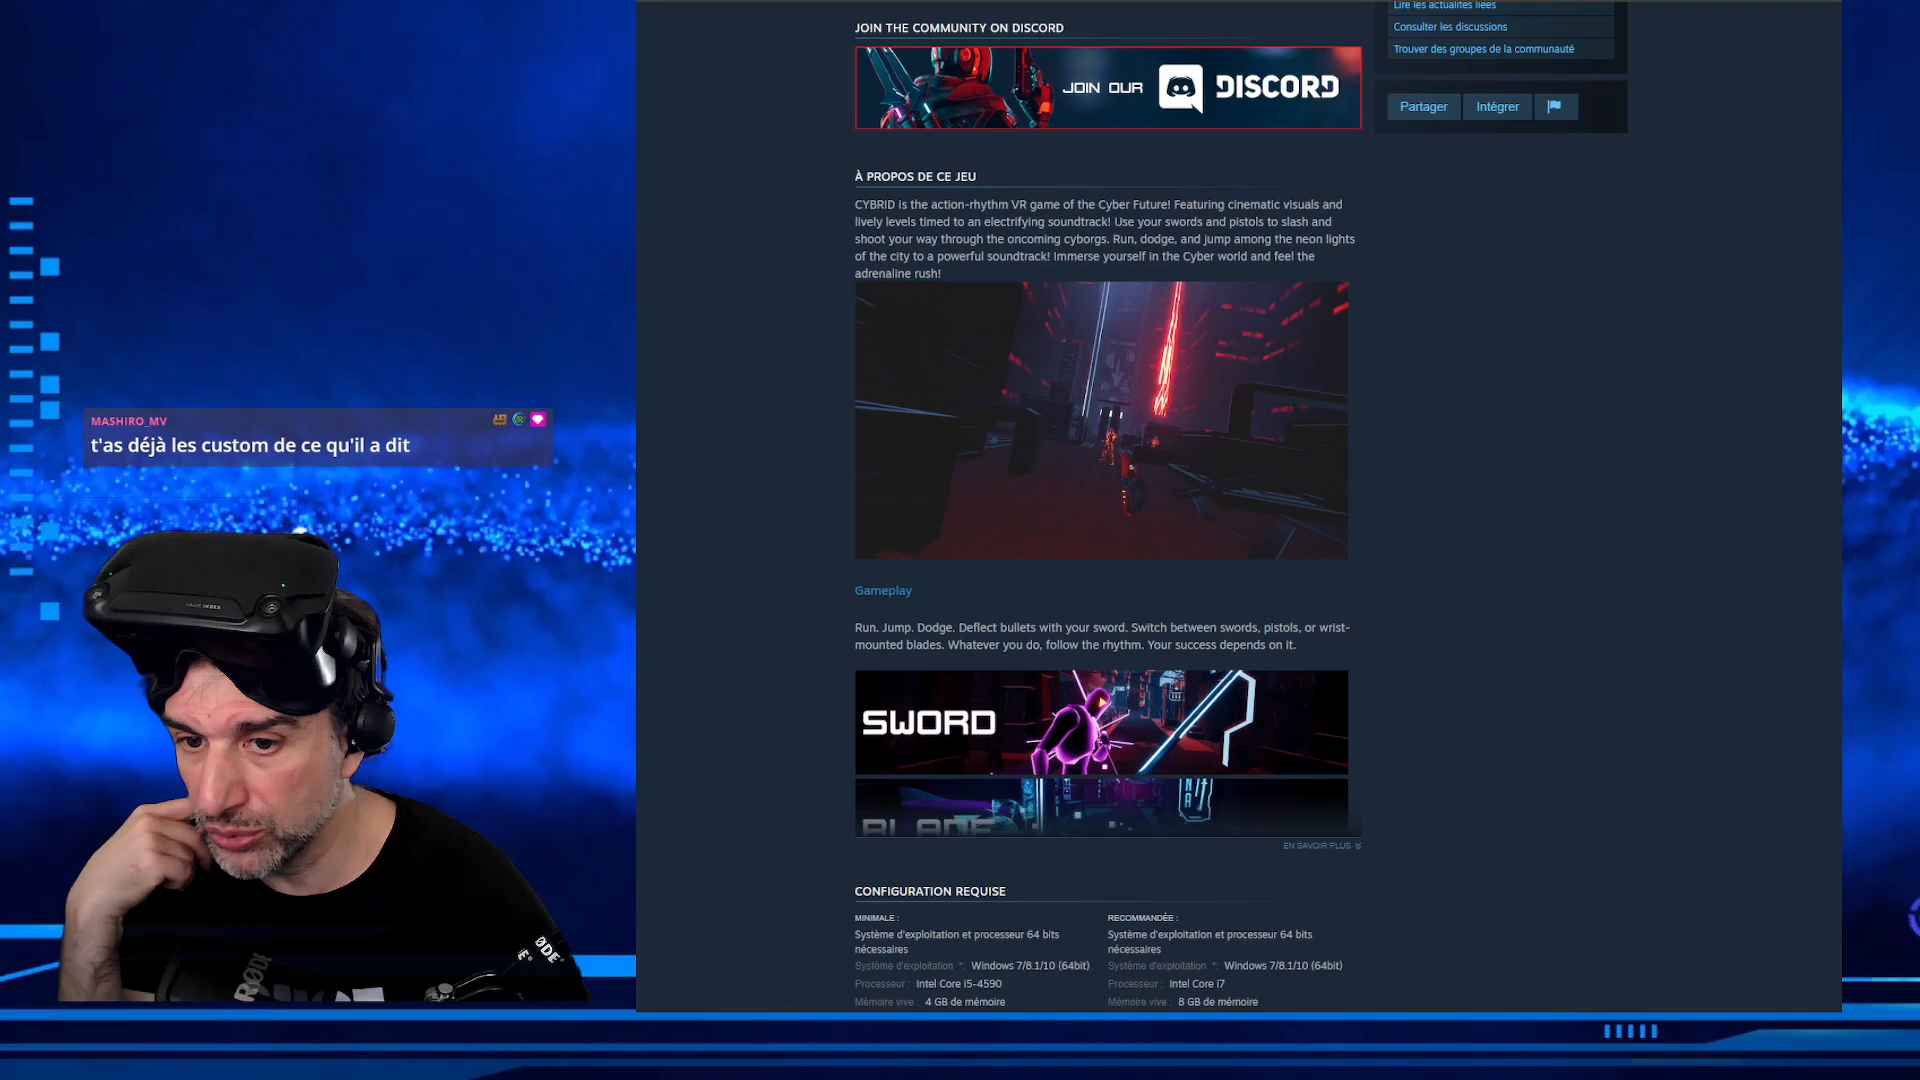 JOIN THE COMMUNITY ON DISCORD
JOIN OUR DISCORD
Lire les actualités liées
Consulter les discussions
Trouver des groupes de la communauté
Partager
Intégrer
À PROPOS DE CE JEU
CYBRID is the action-rhythm VR game of the Cyber Future! Featuring cinematic visuals and
lively levels timed to an electrifying soundtrack! Use your swords and pistols to slash and
shoot your way through the oncoming cyborgs. Run, dodge, and jump among the neon lights
of the city to a powerful soundtrack! Immerse yourself in the Cyber world and feel the
adrenaline rush!
Gameplay
Run. Jump. Dodge. Deflect bullets with your sword. Switch between swords, pistols, or wrist-
mounted blades. Whatever you do, follow the rhythm. Your success depends on it.
SWORD
BLADE
EN SAVOIR PLUS
CONFIGURATION REQUISE
MINIMALE :
Système d'exploitation et processeur 64 bits
nécessaires
Système d'exploitation *: Windows 7/8.1/10 (64bit)
Processeur : Intel Core i5-4590
Mémoire vive : 4 GB de mémoire
RECOMMANDÉE :
Système d'exploitation et processeur 64 bits
nécessaires
Système d'exploitation *: Windows 7/8.1/10 (64bit)
Processeur : Intel Core i7
Mémoire vive : 8 GB de mémoire
MASHIRO_MV
t'as déjà les custom de ce qu'il a dit
VALVE INDEX
RØDE